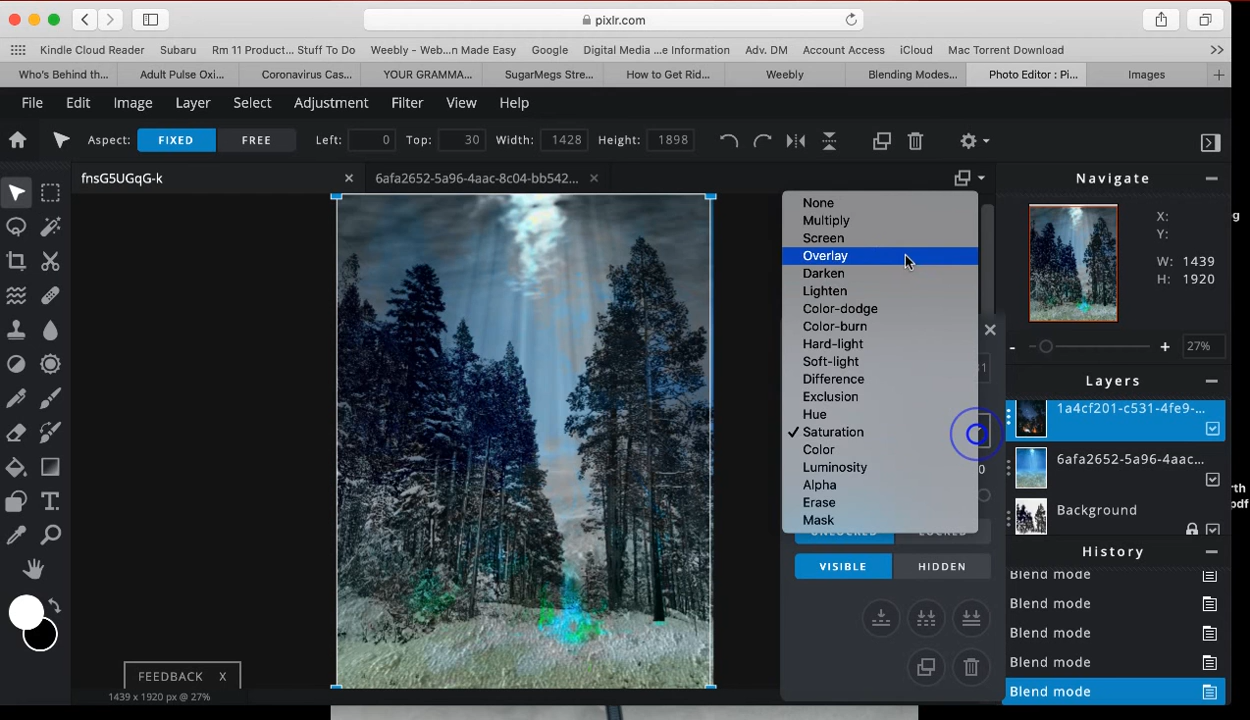 pixlr.com
Kindle Cloud Reader Subaru Rm 11 Product... Stuff To Do Weebly - Web...n Made Easy Google Digital Media ...e Information Adv. DM Account Access iCloud Mac Torrent Download
Who's Behind th... Adult Pulse Oxi... Coronavirus Cas... YOUR GRAMMA... SugarMegs Stre... How to Get Rid... Weebly Blending Modes... Photo Editor : Pi... Images
File Edit Image Layer Select Adjustment Filter View Help
Aspect: FIXED FREE Left: 0 Top: 30 Width: 1428 Height: 1898
fnsG5UGqG-k X 6afa2652-5a96-4aac-8c04-bb542... X
Navigate
None
Multiply
Screen
Overlay
Darken
Lighten
Color-dodge
Color-burn
Hard-light
Soft-light
Difference
Exclusion
Hue
Saturation
Color
Luminosity
Alpha
Erase
Mask
UNLOCKED LOCKED
VISIBLE HIDDEN
X:
Y:
W: 1439
H: 1920
- + 27%
Layers
1a4cf201-c531-4fe9-...
6afa2652-5a96-4aac...
Background
History
Blend mode
Blend mode
Blend mode
Blend mode
Blend mode
FEEDBACK X
1439 x 1920 px @ 27%